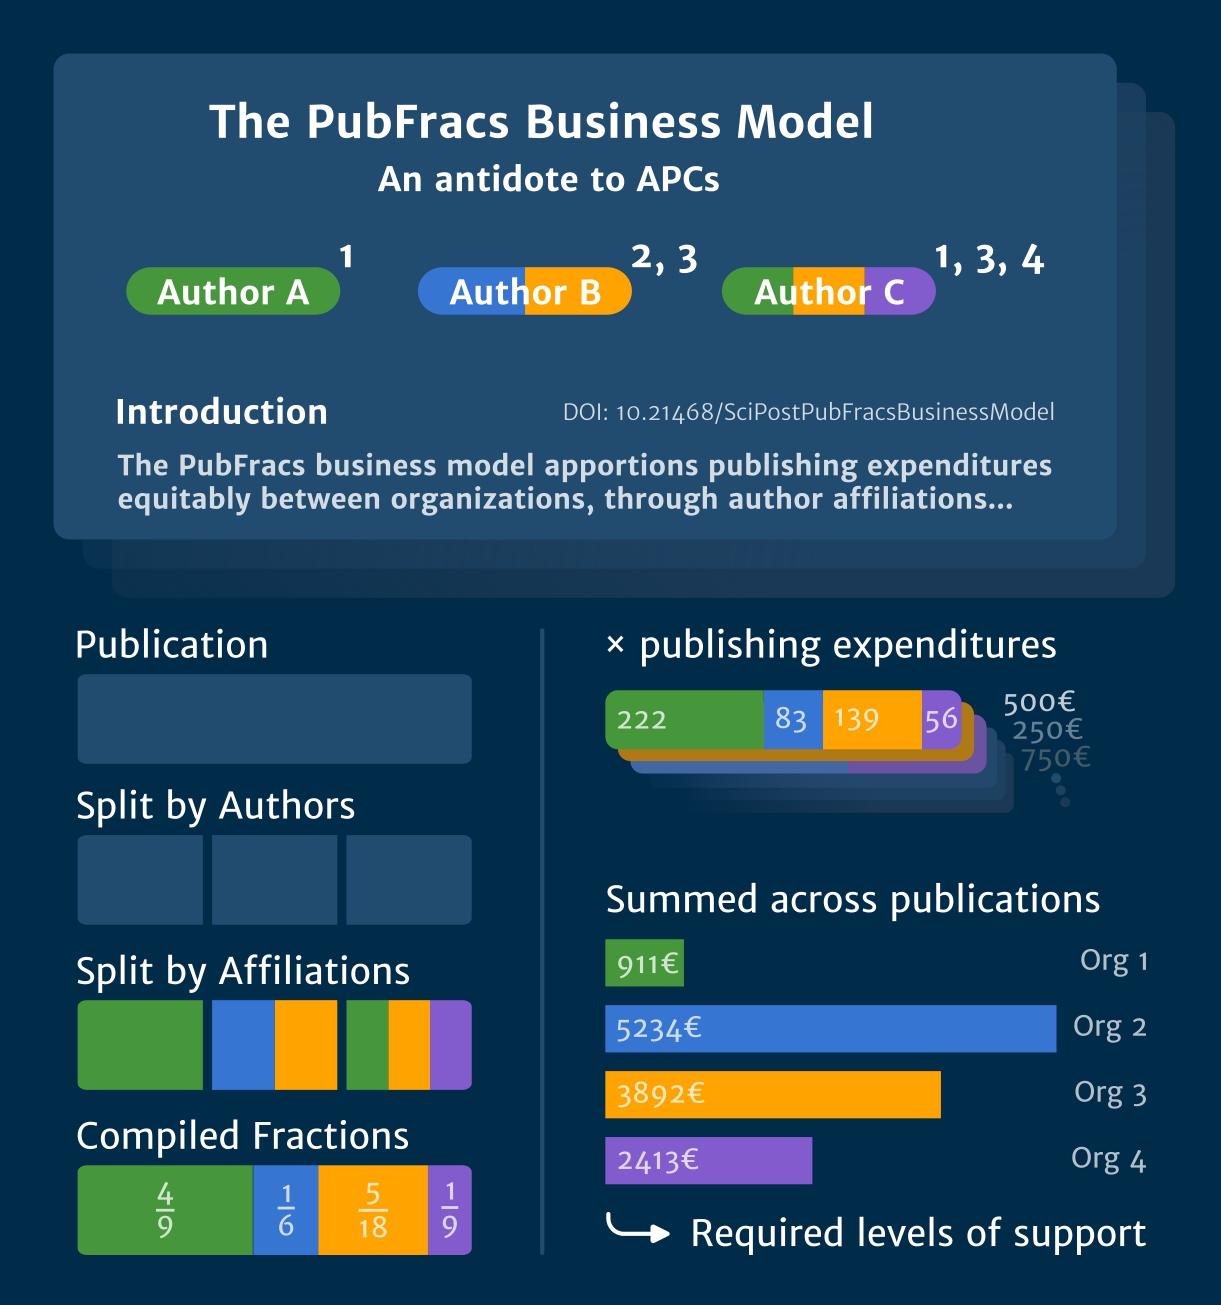 The PubFracs Business Model
An antidote to APCs
Author A 1
Author B 2, 3
Author C 1, 3, 4
Introduction
DOI: 10.21468/SciPostPubFracsBusinessModel
The PubFracs business model apportions publishing expenditures
equitably between organizations, through author affiliations...
Publication
Split by Authors
Split by Affiliations
Compiled Fractions
4/9 1/6 5/18 1/9
× publishing expenditures
222 83 139 56
500€
250€
750€
Summed across publications
911€ Org 1
5234€ Org 2
3892€ Org 3
2413€ Org 4
Required levels of support